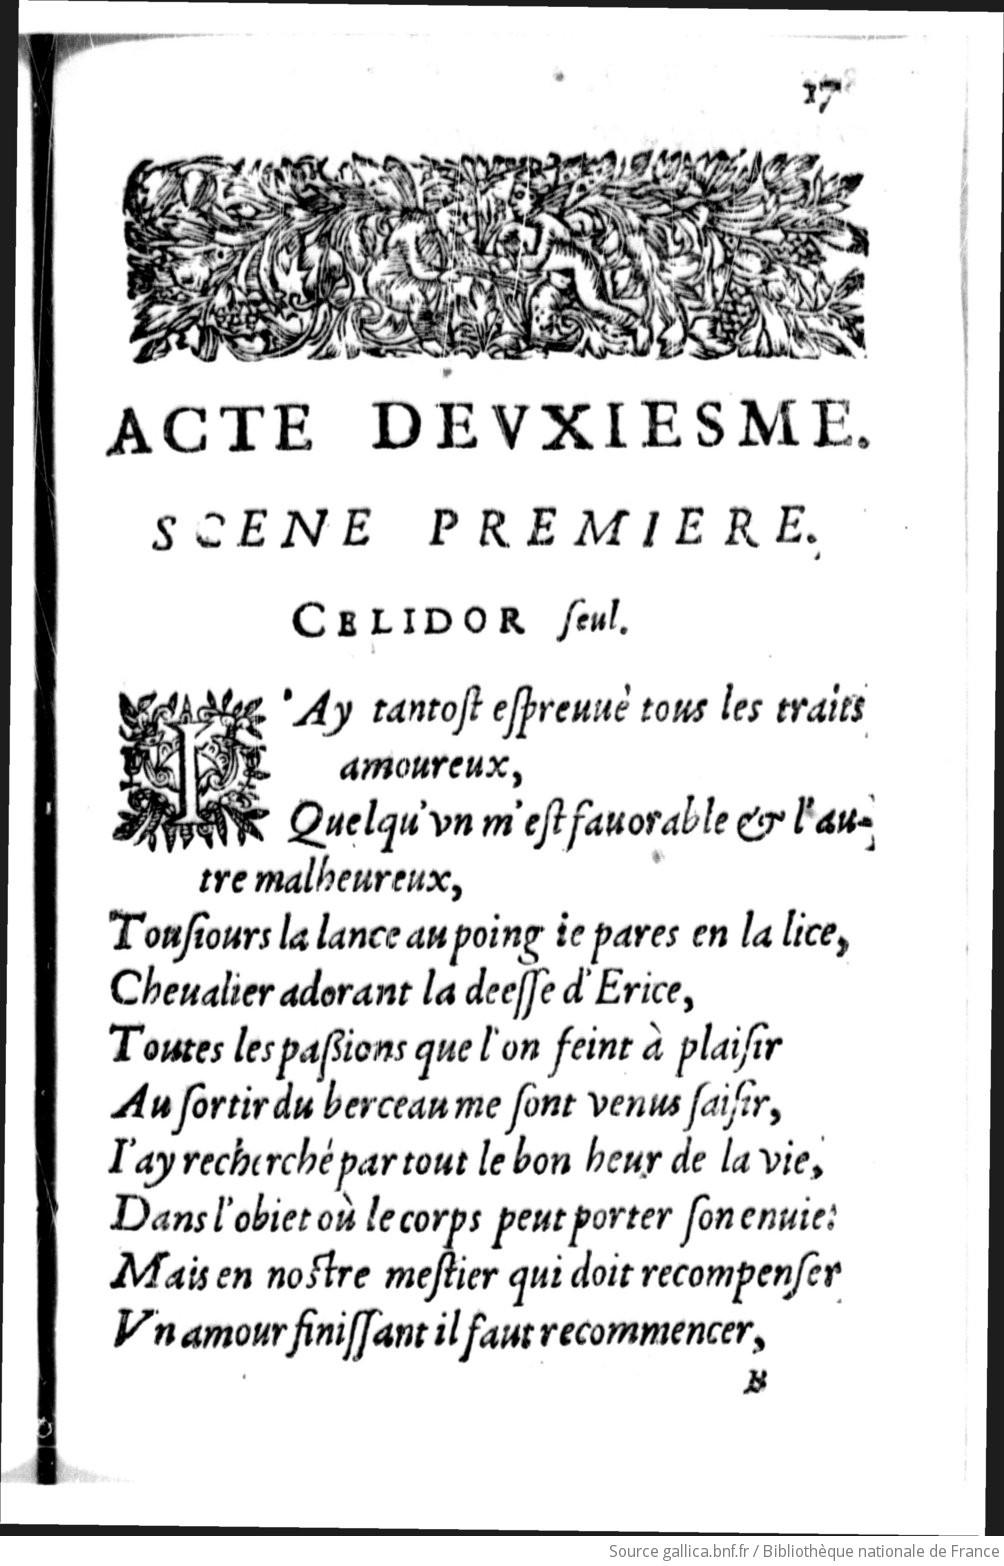 17
ACTE DEVXIESME.
SCENE PREMIERE.
CELIDOR ſeul.
I'Ay tantoſt eſpreuué tous les traits
amoureux,
Quelqu'vn m'eſt fauorable & l'au-
tre malheureux,
Touſiours la lance au poing ie pares en la lice,
Cheualier adorant la deeſſe d'Erice,
Toutes les paſsions que l'on feint à plaiſir
Au ſortir du berceau me ſont venus ſaiſir,
I'ay recherché par tout le bon heur de la vie,
Dans l'obiet où le corps peut porter ſon enuie:
Mais en noſtre meſtier qui doit recompenſer
Vn amour finiſſant il faut recommencer,
B
Source gallica.bnf.fr / Bibliothèque nationale de France